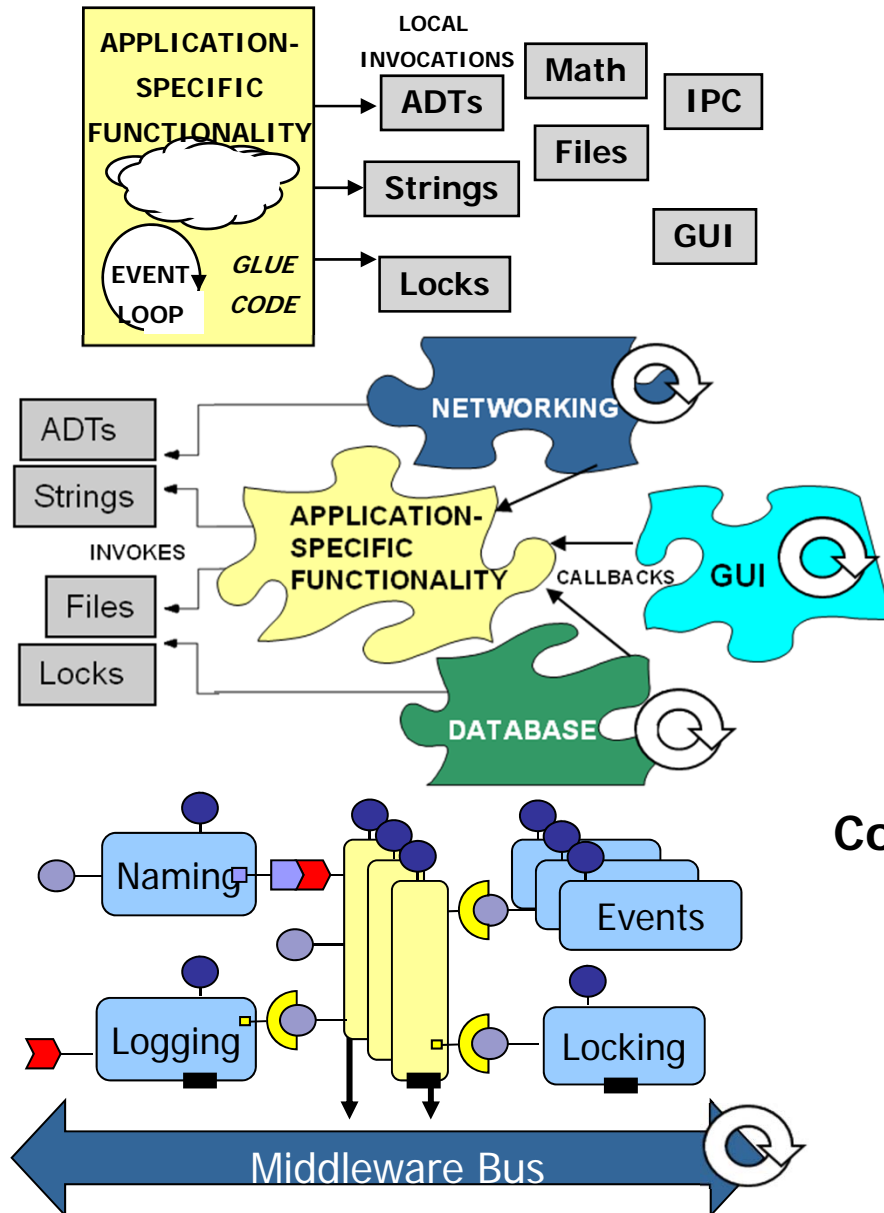 APPLICATION-
SPECIFIC
FUNCTIONALITY
EVENT
LOOP
GLUE
CODE
LOCAL
INVOCATIONS
ADTs
Math
IPC
Files
Strings
GUI
Locks
NETWORKING
ADTs
Strings
INVOKES
Files
Locks
APPLICATION-
SPECIFIC
FUNCTIONALITY
CALLBACKS
GUI
DATABASE
Naming
Events
Co
Logging
Locking
Middleware Bus